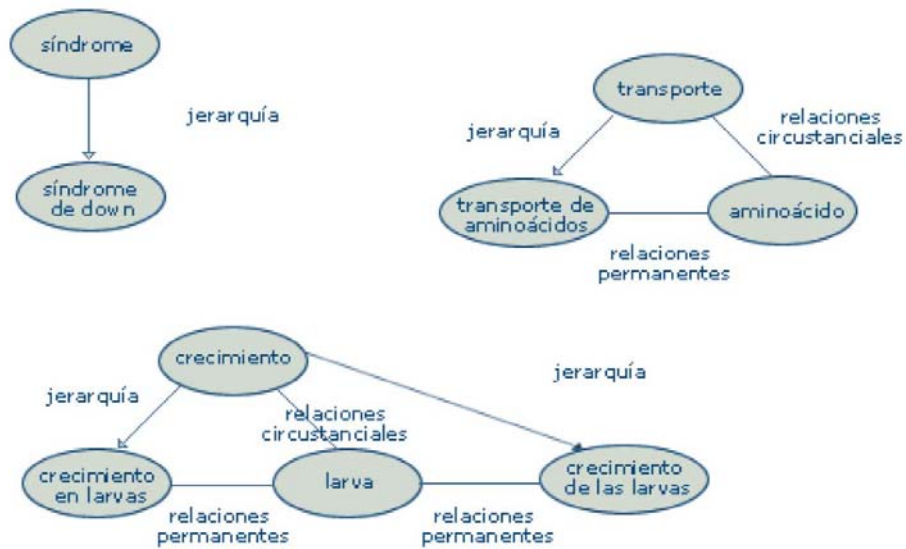 síndrome
jerarquía
síndrome
de down
transporte
jerarquía
relaciones
circustanciales
transporte de
aminoácidos
aminoácido
relaciones
permanentes
crecimiento
jerarquía
jerarquía
relaciones
circustanciales
crecimiento
en larvas
larva
crecimiento
de las larvas
relaciones
permanentes
relaciones
permanentes